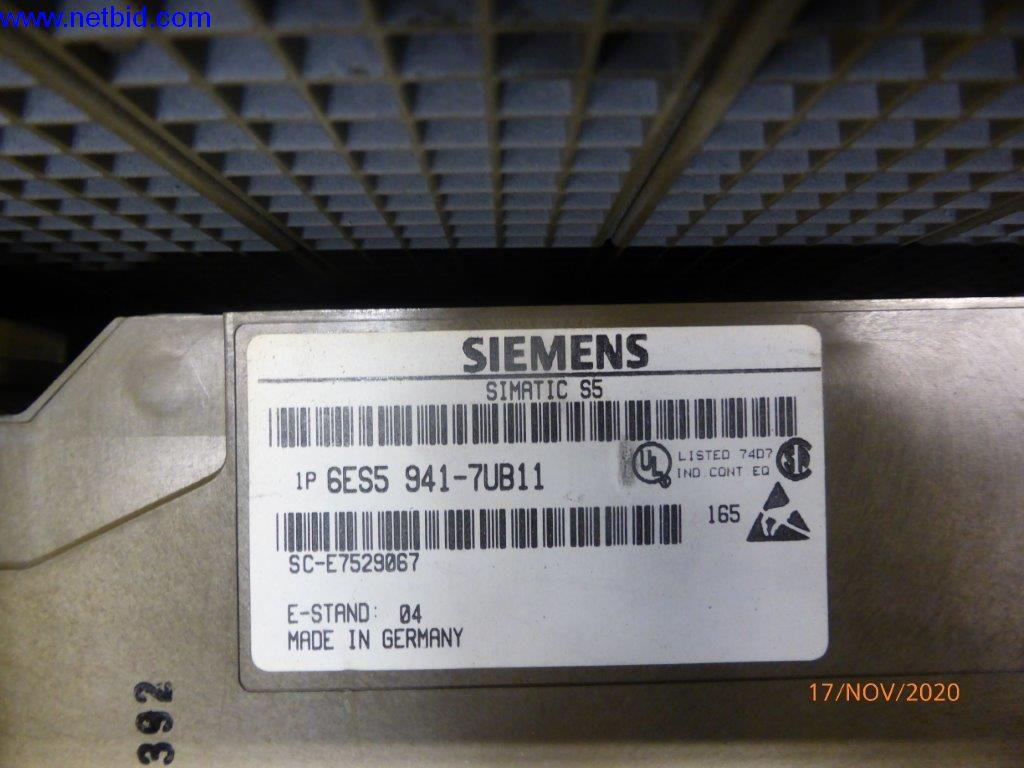 www.netbid.com
SIEMENS
SIMATIC S5
1P 6ES5 941-7UB11
UL LISTED 74D7
IND.CONT EQ
165
SC-E7529067
E-STAND: 04
MADE IN GERMANY
392
17/NOV/2020